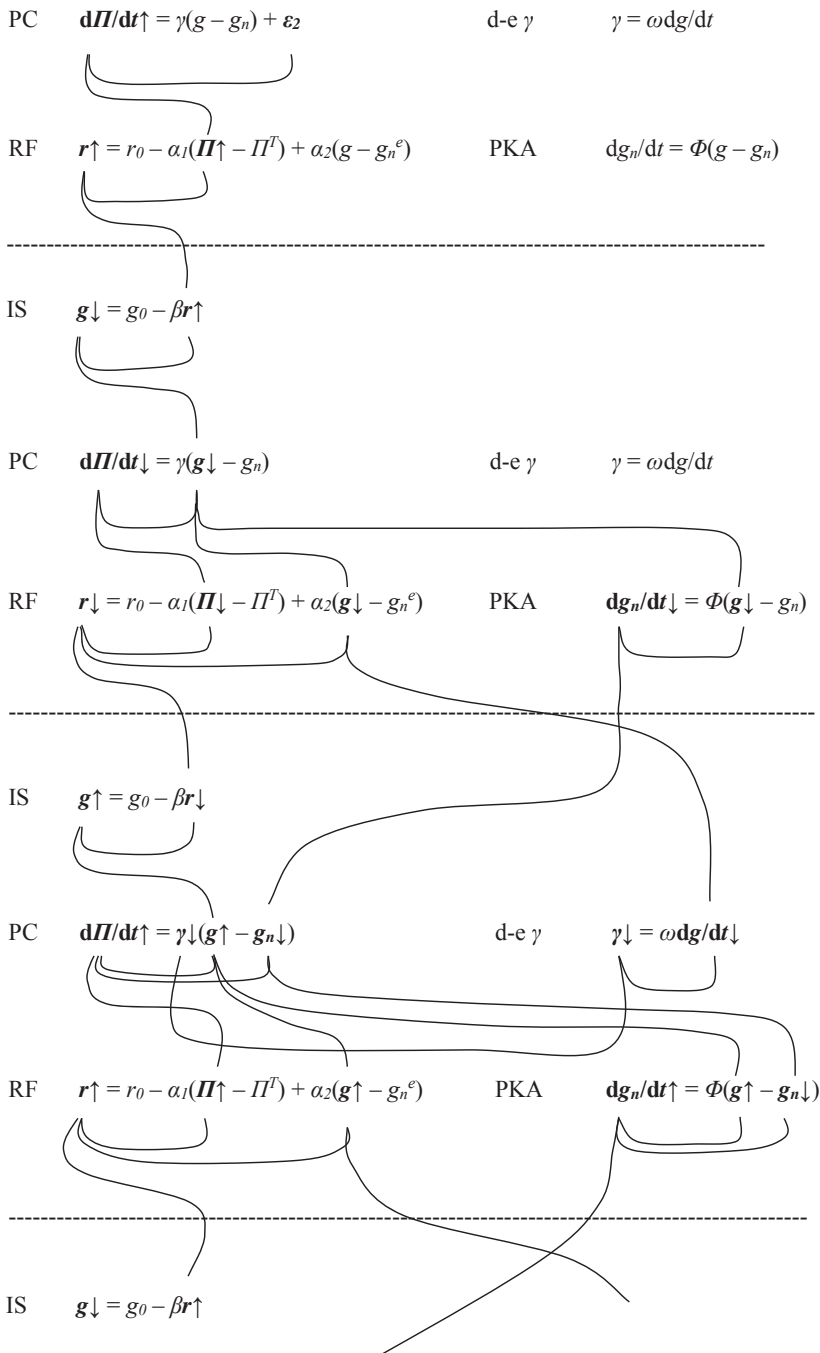 PC dΠ/dt↑ = γ(g – gₙ) + ε₂ d-e γ γ = ωdg/dt
RF r↑ = r₀ – α₁(Π↑ – Πᵀ) + α₂(g – gₙᵉ) PKA dgₙ/dt = Φ(g – gₙ)
IS g↓ = g₀ – βr↑
PC dΠ/dt↓ = γ(g↓ – gₙ) d-e γ γ = ωdg/dt
RF r↓ = r₀ – α₁(Π↓ – Πᵀ) + α₂(g↓ – gₙᵉ) PKA dgₙ/dt↓ = Φ(g↓ – gₙ)
IS g↑ = g₀ – βr↓
PC dΠ/dt↑ = γ↓(g↑ – gₙ↓) d-e γ γ↓ = ωdg/dt↓
RF r↑ = r₀ – α₁(Π↑ – Πᵀ) + α₂(g↑ – gₙᵉ) PKA dgₙ/dt↑ = Φ(g↑ – gₙ↓)
IS g↓ = g₀ – βr↑